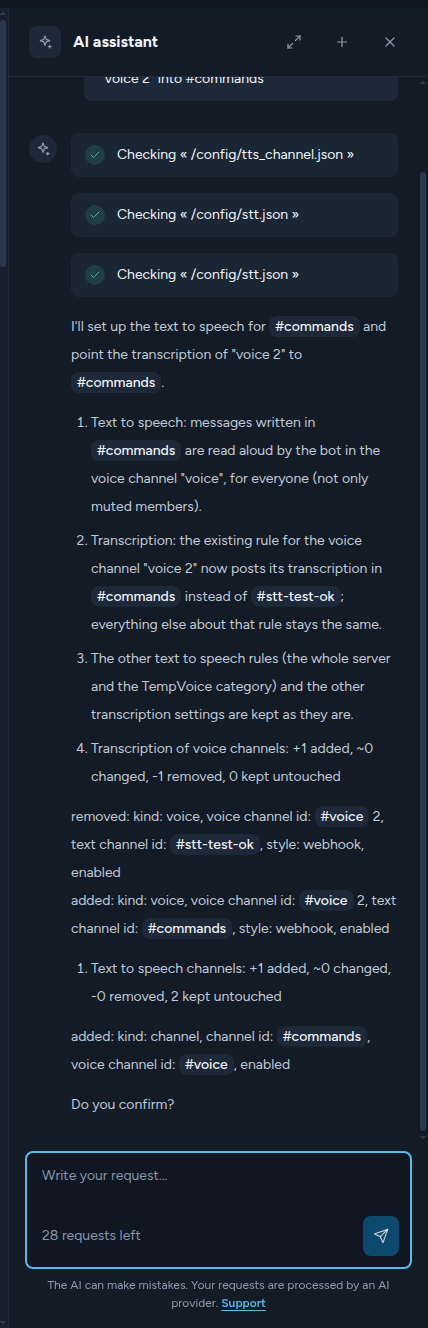 AI assistant
voice 2" into #commands
Checking « /config/tts_channel.json »
Checking « /config/stt.json »
Checking « /config/stt.json »
I'll set up the text to speech for #commands and
point the transcription of "voice 2" to
#commands .
1. Text to speech: messages written in
#commands are read aloud by the bot in the
voice channel "voice", for everyone (not only
muted members).
2. Transcription: the existing rule for the voice
channel "voice 2" now posts its transcription in
#commands instead of #stt-test-ok ;
everything else about that rule stays the same.
3. The other text to speech rules (the whole server
and the TempVoice category) and the other
transcription settings are kept as they are.
4. Transcription of voice channels: +1 added, ~0
changed, -1 removed, 0 kept untouched
removed: kind: voice, voice channel id: #voice 2,
text channel id: #stt-test-ok , style: webhook,
enabled
added: kind: voice, voice channel id: #voice 2, text
channel id: #commands , style: webhook, enabled
1. Text to speech channels: +1 added, ~0 changed,
-0 removed, 2 kept untouched
added: kind: channel, channel id: #commands ,
voice channel id: #voice , enabled
Do you confirm?
Write your request...
28 requests left
The AI can make mistakes. Your requests are processed by an AI
provider. Support